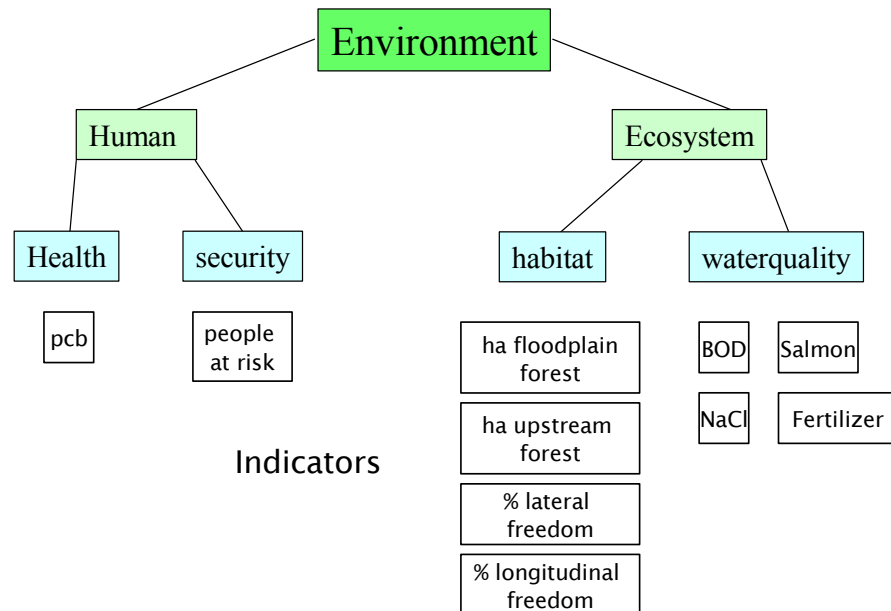 Environment
Human
Ecosystem
Health
security
habitat
waterquality
pcb
people
at risk
ha floodplain
forest
BOD
Salmon
ha upstream
forest
NaCl
Fertilizer
Indicators
% lateral
freedom
% longitudinal
freedom